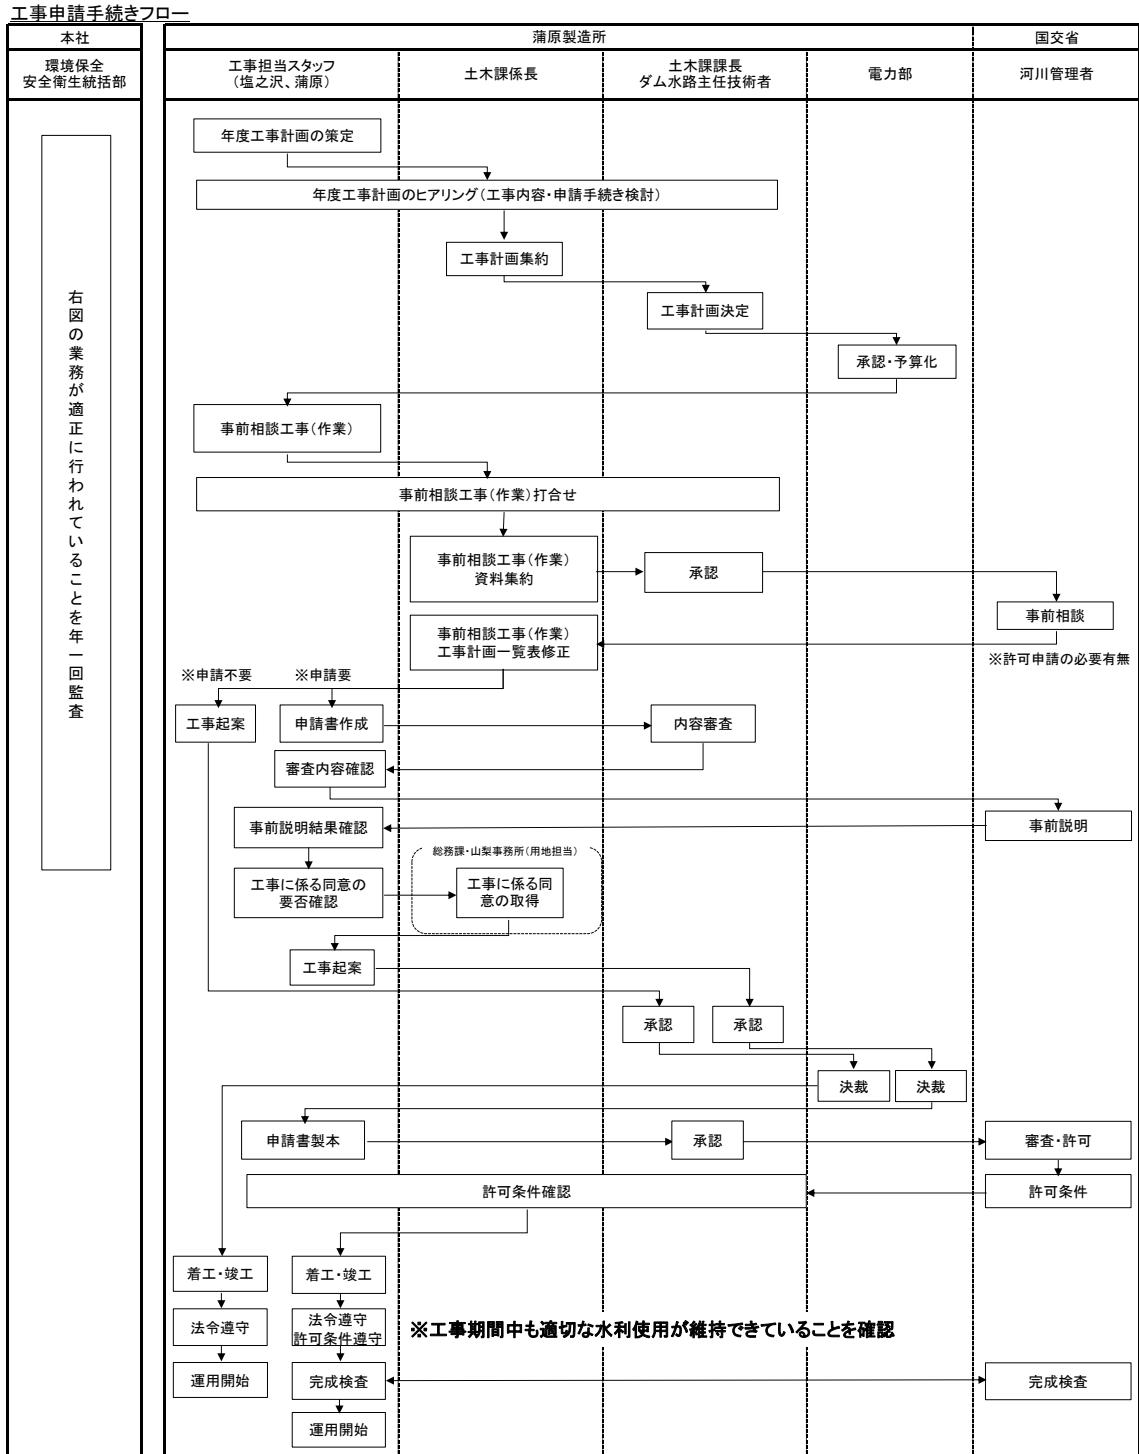 工事申請手続きフロー
本社
蒲原製造所
国交省
環境保全
安全衛生統括部
工事担当スタッフ
(塩之沢、蒲原)
土木課係長
土木課課長
ダム水路主任技術者
電力部
河川管理者
右図の業務が適正に行われていることを年一回監査
年度工事計画の策定
年度工事計画のヒアリング(工事内容・申請手続き検討)
工事計画集約
工事計画決定
承認・予算化
事前相談工事(作業)
事前相談工事(作業)打合せ
事前相談工事(作業)
資料集約
承認
事前相談
※許可申請の必要有無
事前相談工事(作業)
工事計画一覧表修正
※申請不要
※申請要
工事起案
申請書作成
内容審査
審査内容確認
事前説明
事前説明結果確認
総務課・山梨事務所(用地担当)
工事に係る同意の
要否確認
工事に係る同
意の取得
工事起案
承認
承認
決裁
決裁
申請書製本
承認
審査・許可
許可条件確認
許可条件
着工・竣工
着工・竣工
法令遵守
法令遵守
許可条件遵守
※工事期間中も適切な水利使用が維持できていることを確認
運用開始
完成検査
完成検査
運用開始